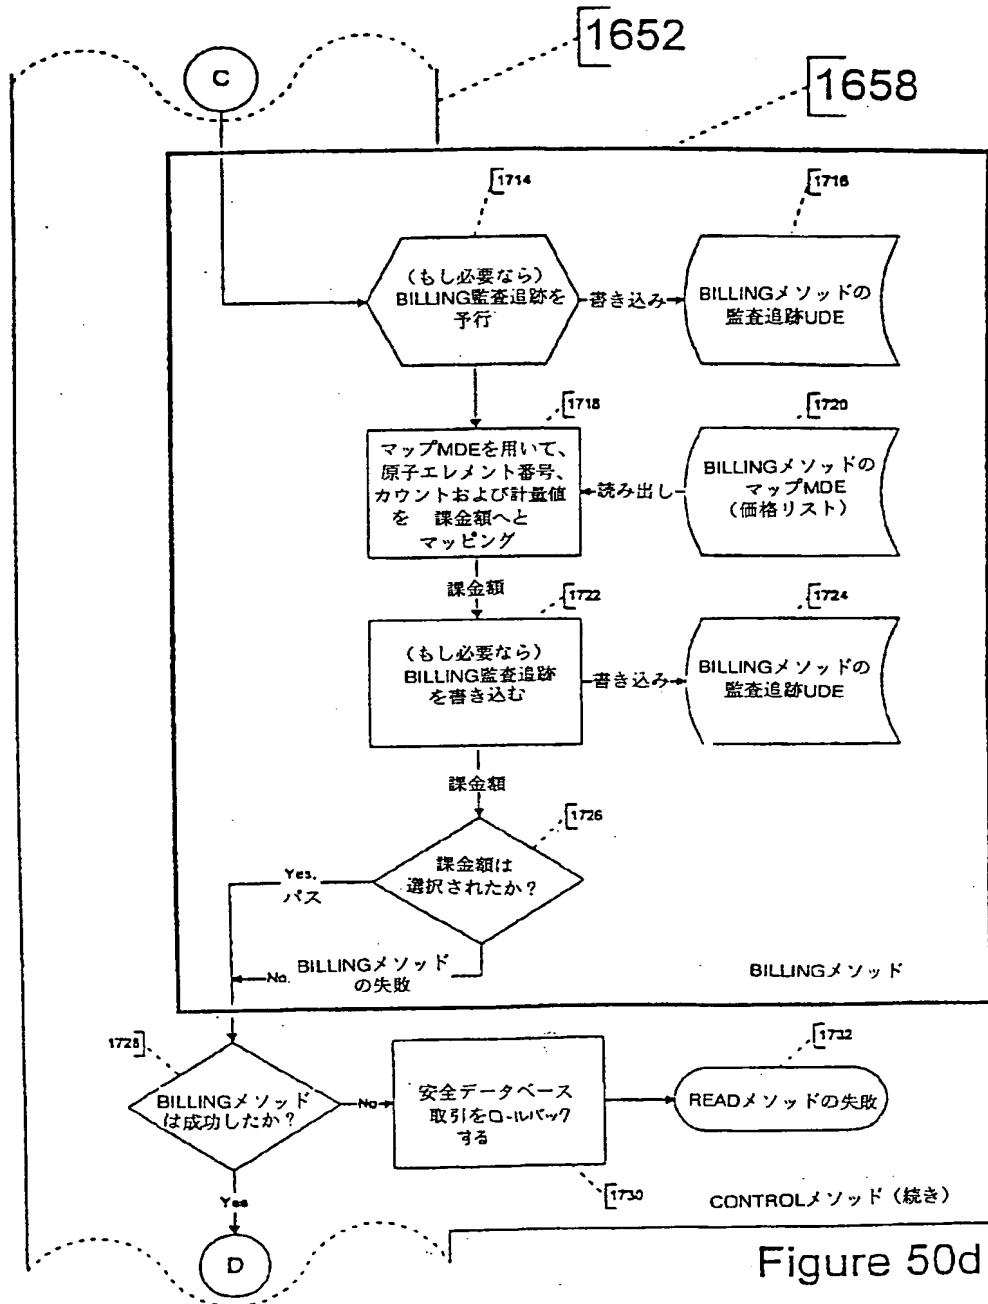 1652
C
1658
1714
1716
(もし必要なら)
BILLING監査追跡を
予行
書き込み
BILLINGメソッドの
監査追跡UDE
1718
1720
マップMDEを用いて、
原子エレメント番号、
カウントおよび計量値
を 課金額へと
マッピング
読み出し
BILLINGメソッドの
マップMDE
(価格リスト)
課金額
1722
1724
(もし必要なら)
BILLING監査追跡
を書き込む
書き込み
BILLINGメソッドの
監査追跡UDE
課金額
1726
課金額は
選択されたか?
Yes.
パス
No.
BILLINGメソッド
の失敗
BILLINGメソッド
1728
1732
BILLINGメソッド
は成功したか?
No
安全データベース
取引をロールバック
する
READメソッドの失敗
1730
Yes
CONTROLメソッド(続き)
D
Figure 50d